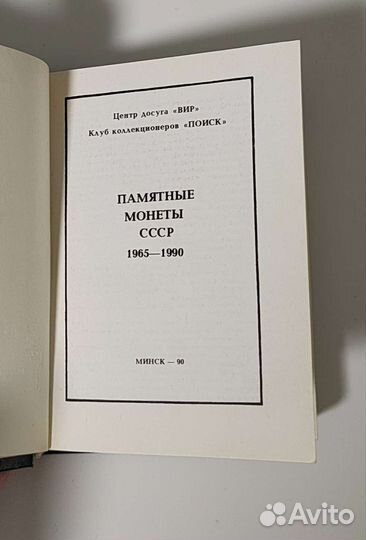 Центр досуга «ВИР»
Клуб коллекционеров «ПОИСК»
ПАМЯТНЫЕ
МОНЕТЫ
СССР
1965—1990
МИНСК — 90
Avito